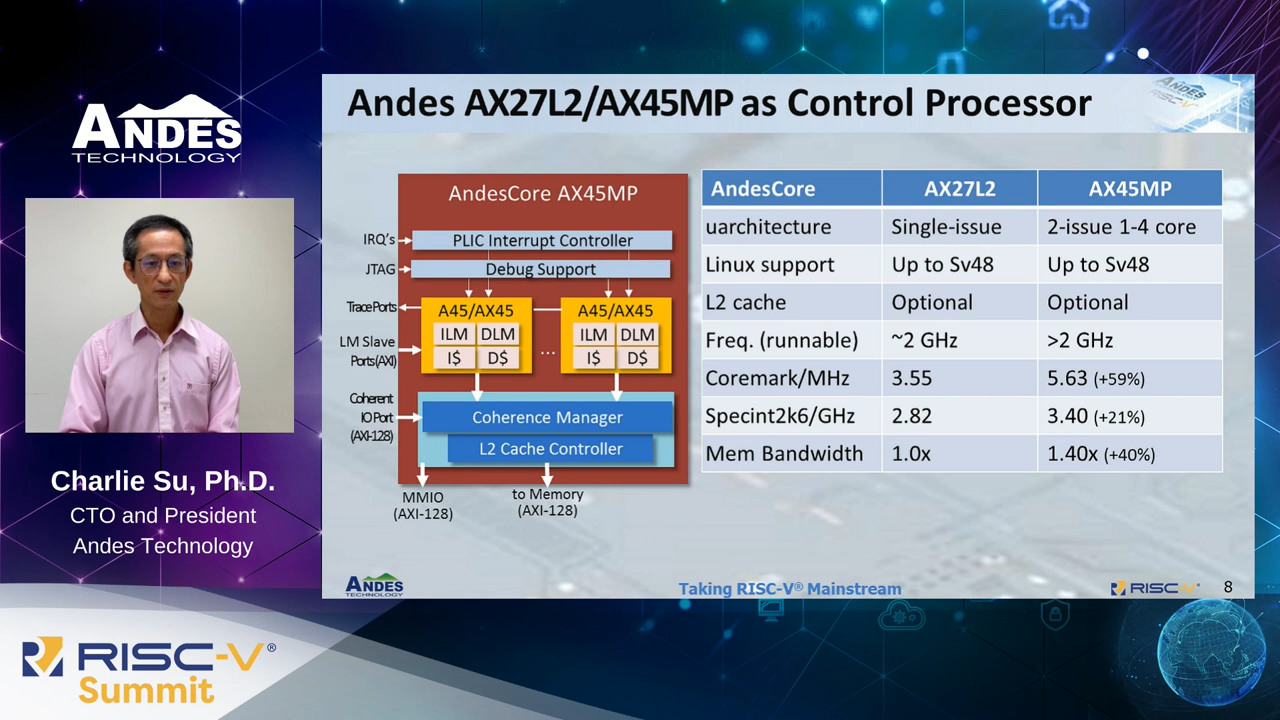 ANDES
TECHNOLOGY
Charlie Su, Ph.D.
CTO and President
Andes Technology
RISC-V®
Summit
Andes AX27L2/AX45MP as Control Processor
AndesCore AX45MP
IRQ's
PLIC Interrupt Controller
JTAG
Debug Support
Trace Ports
A45/AX45
A45/AX45
ILM DLM
ILM DLM
LM Slave
Ports(AXI)
I$ D$
...
I$ D$
Coherent
IO Port
(AXI-128)
Coherence Manager
L2 Cache Controller
MMIO
(AXI-128)
to Memory
(AXI-128)
AndesCore AX27L2 AX45MP
uarchitecture Single-issue 2-issue 1-4 core
Linux support Up to Sv48 Up to Sv48
L2 cache Optional Optional
Freq. (runnable) ~2 GHz >2 GHz
Coremark/MHz 3.55 5.63 (+59%)
Specint2k6/GHz 2.82 3.40 (+21%)
Mem Bandwidth 1.0x 1.40x (+40%)
ANDES
TECHNOLOGY
Taking RISC-V® Mainstream
RISC-V®
8